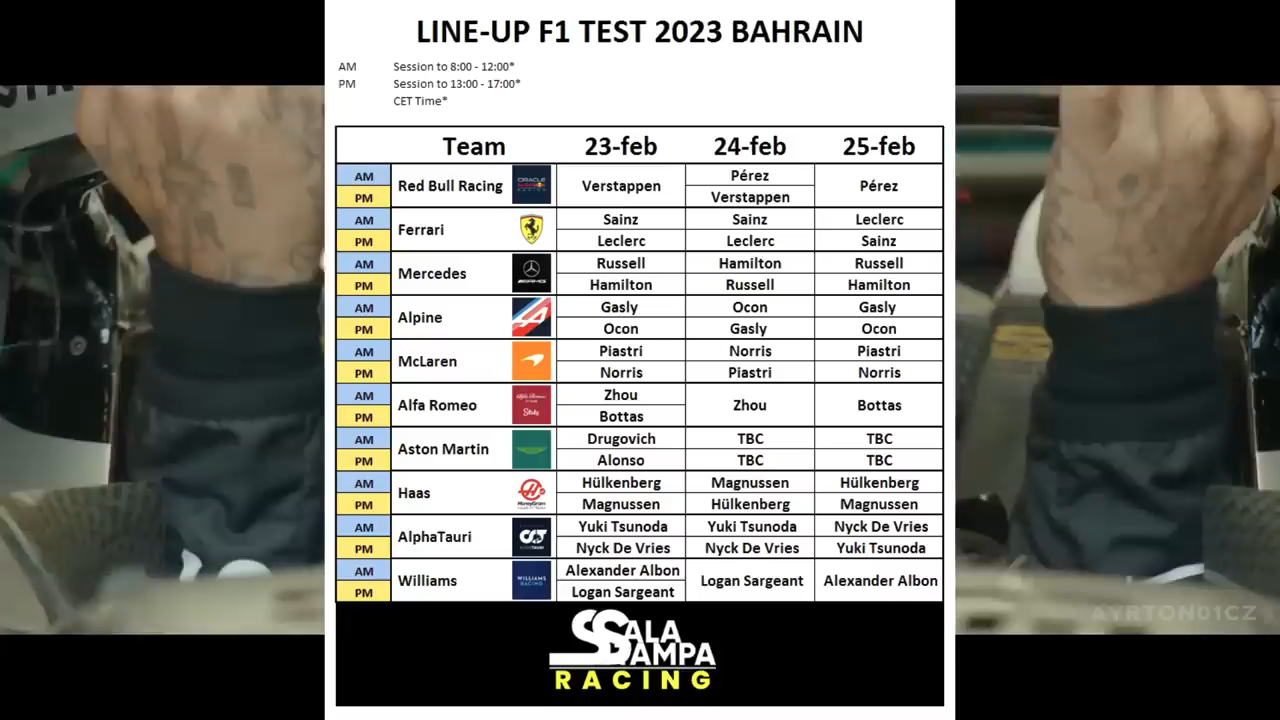 LINE-UP F1 TEST 2023 BAHRAIN
AM Session to 8:00 - 12:00*
PM Session to 13:00 - 17:00*
CET Time*
Team 23-feb 24-feb 25-feb
AM Pérez
Red Bull Racing ORACLE Verstappen Pérez
PM Verstappen
AM Sainz Sainz Leclerc
Ferrari
PM Leclerc Leclerc Sainz
AM Russell Hamilton Russell
Mercedes
PM Hamilton Russell Hamilton
AM Gasly Ocon Gasly
Alpine
PM Ocon Gasly Ocon
AM Piastri Norris Piastri
McLaren
PM Norris Piastri Norris
AM Zhou
Alfa Romeo Stake Zhou Bottas
PM Bottas
AM Drugovich TBC TBC
Aston Martin
PM Alonso TBC TBC
AM Hülkenberg Magnussen Hülkenberg
Haas MoneyGram
PM Magnussen Hülkenberg Magnussen
AM Yuki Tsunoda Yuki Tsunoda Nyck De Vries
AlphaTauri
PM Nyck De Vries Nyck De Vries Yuki Tsunoda
AM Alexander Albon
Williams WILLIAMS RACING Logan Sargeant Alexander Albon
PM Logan Sargeant
SALA
STAMPA
RACING
AYRTON01CZ